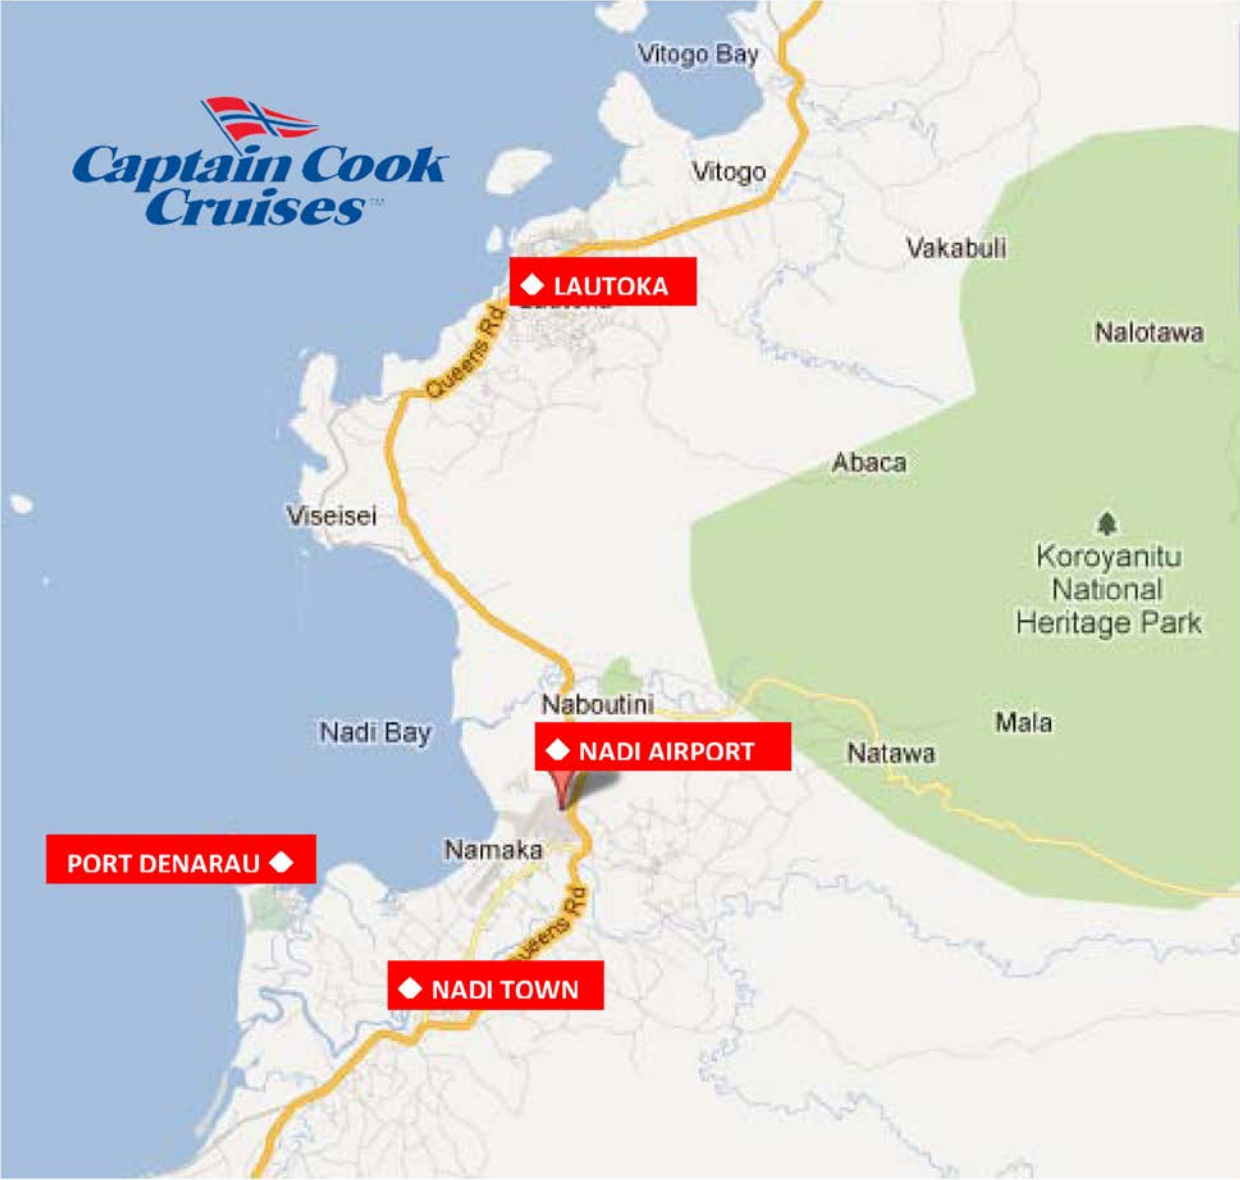 Vitogo Bay
Captain Cook
Cruises™
Vitogo
Vakabuli
LAUTOKA
Queens Rd
Nalotawa
Abaca
Viseisei
Koroyanitu
National
Heritage Park
Naboutini
Nadi Bay
Mala
NADI AIRPORT
Natawa
Namaka
PORT DENARAU
Queens Rd
NADI TOWN